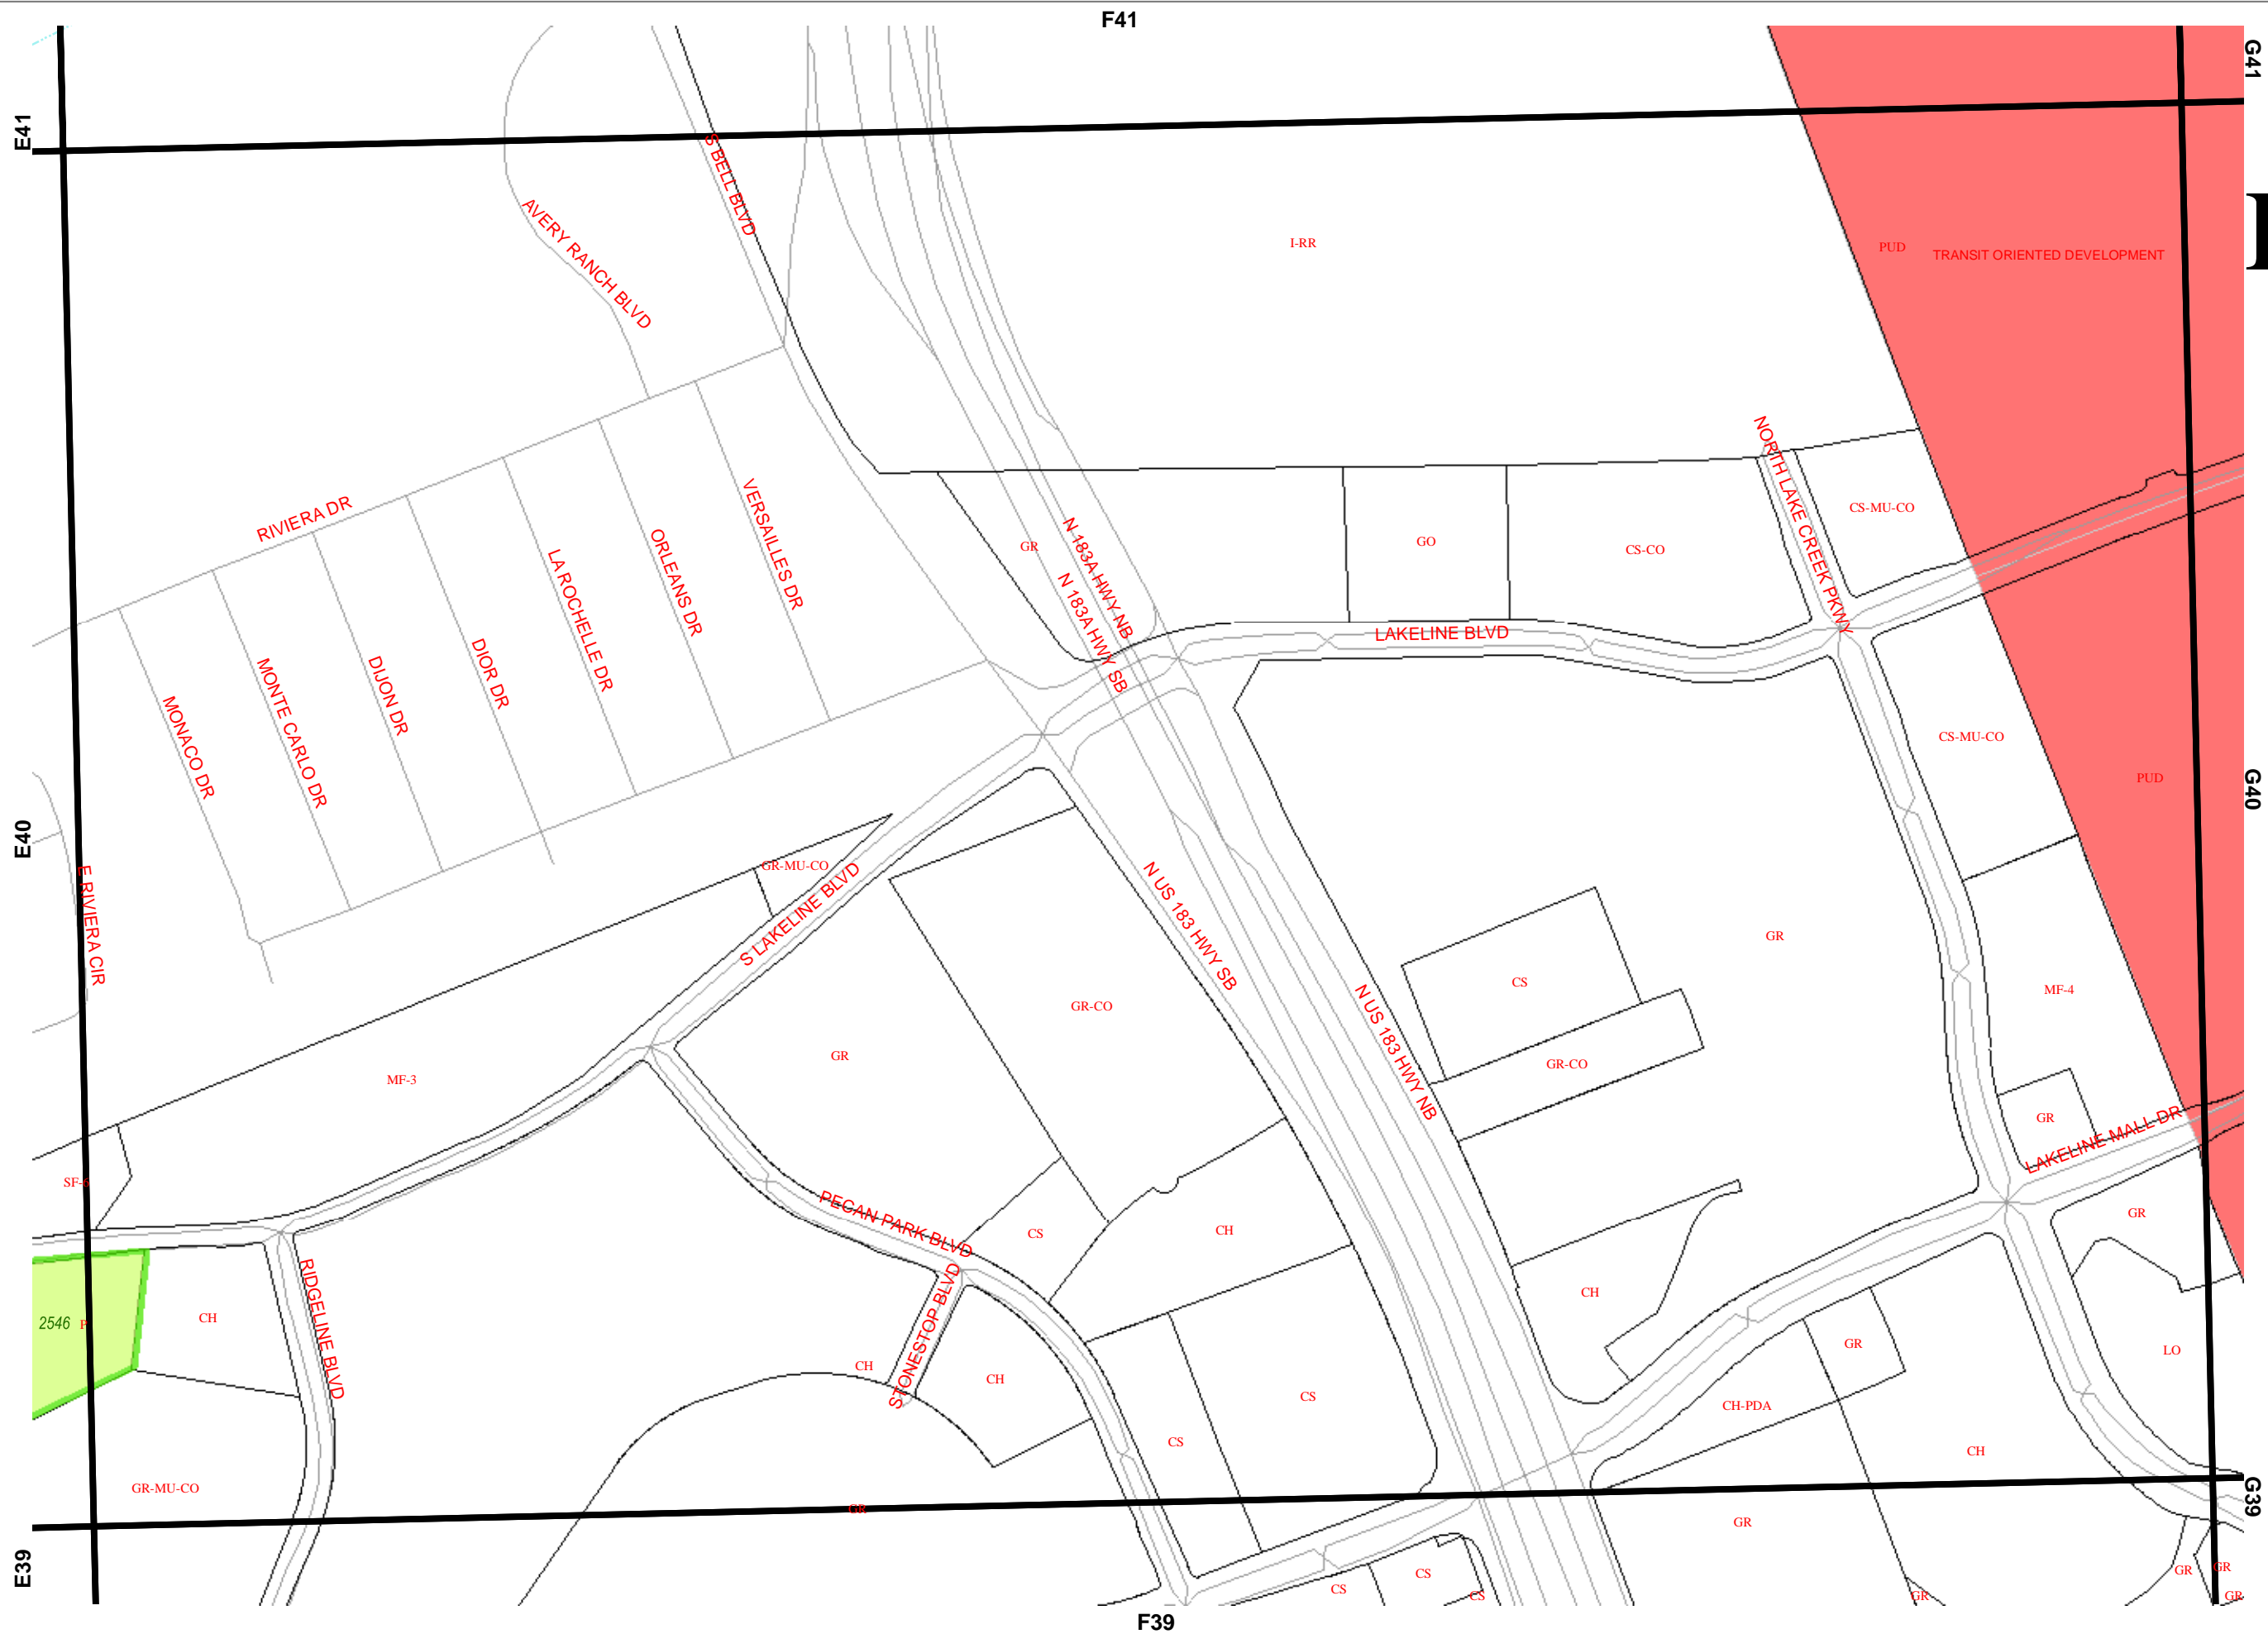 F41
G41
E41
S BELL BLVD
AVERY RANCH BLVD
I-RR
PUD
TRANSIT ORIENTED DEVELOPMENT
NORTH LAKE CREEK PKWY
CS-MU-CO
RIVIERA DR
VERSAILLES DR
ORLEANS DR
LA ROCHELLE DR
DIOR DR
DIJON DR
MONTE CARLO DR
MONACO DR
GR
N 183A HWY NB
N 183A HWY SB
GO
CS-CO
LAKELINE BLVD
CS-MU-CO
PUD
G40
E40
E RIVIERA CIR
GR-MU-CO
S LAKELINE BLVD
N US 183 HWY SB
GR
CS
GR-CO
MF-4
N US 183 HWY NB
GR
GR-CO
MF-3
GR
LAKELINE MALL DR
SF-6
PECAN PARK BLVD
CS
CH
GR
CH
RIDGELINE BLVD
STONESTOP BLVD
2546
P
CH
CH
CH
CS
GR
LO
CH-PDA
CS
CH
GR-MU-CO
GR
G39
GR
E39
CS
CS
CS
GR
GR
GR
GR
F39